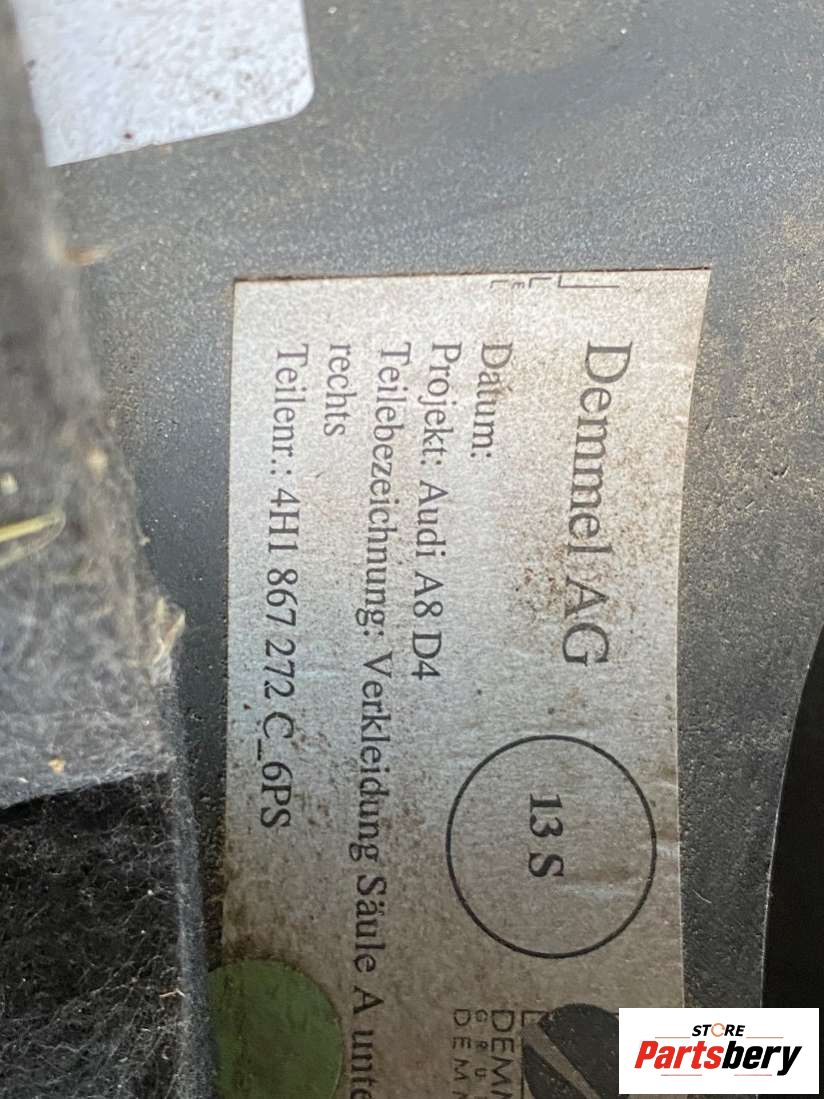 Demmel AG
13 S
Datum:
Projekt: Audi A8 D4
Teilebezeichnung: Verkleidung Säule A unte
rechts
Teilenr.: 4H1 867 272 C_6PS
STORE
Partsbery